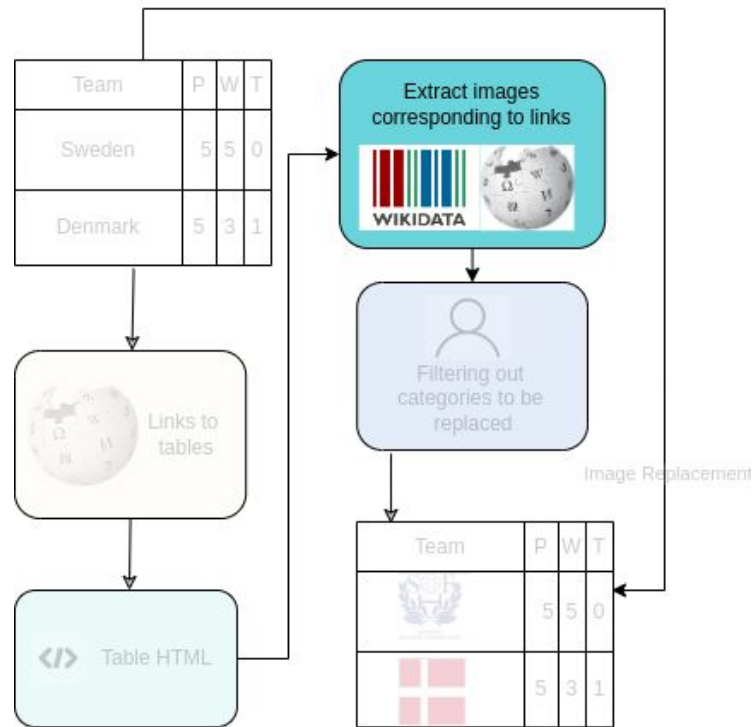 Team P W T
Sweden 5 5 0
Denmark 5 3 1
Links to
tables
</> Table HTML
Extract images
corresponding to links
WIKIDATA
Filtering out
categories to be
replaced
Image Replacement
Team P W T
5 5 0
5 3 1